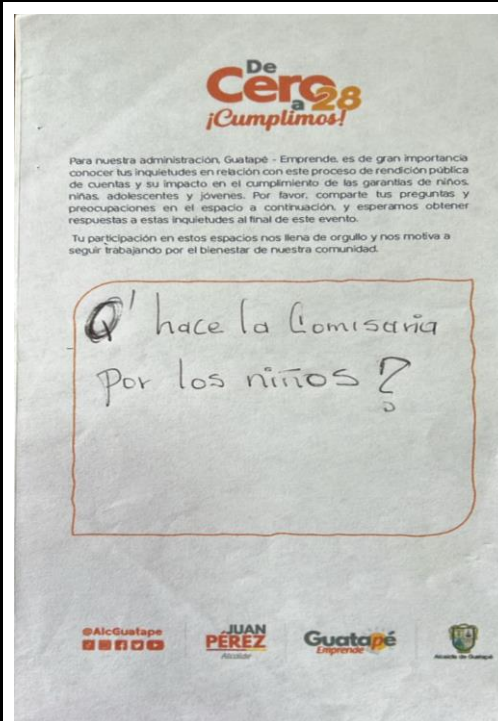 De
Cero
a 28
¡Cumplimos!
Para nuestra administración, Guatapé - Emprende, es de gran importancia
conocer tus inquietudes en relación con este proceso de rendición pública
de cuentas y su impacto en el cumplimiento de las garantías de niños,
niñas, adolescentes y jóvenes. Por favor, comparte tus preguntas y
preocupaciones en el espacio a continuación, y esperamos obtener
respuestas a estas inquietudes al final de este evento.
Tu participación en estos espacios nos llena de orgullo y nos motiva a
seguir trabajando por el bienestar de nuestra comunidad.
Q' hace la Comisaria
Por los niños?
@AlcGuatape
JUAN
PÉREZ
Alcalde
Guatapé
Emprende
Alcaldía de Guatapé